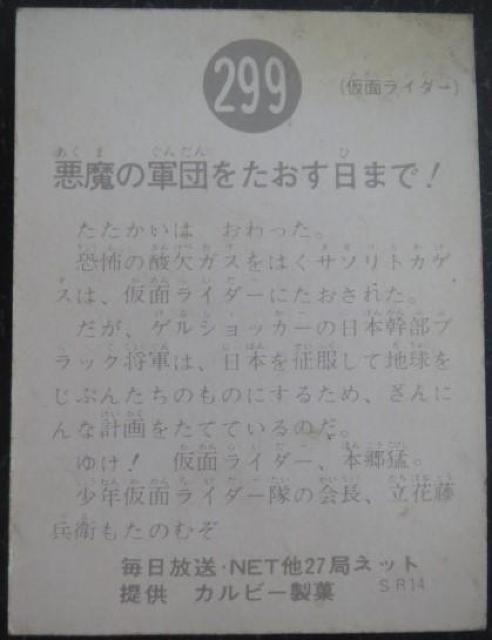 299
(仮面ライダー)
悪魔の軍団をたおす日まで!
たたかいは おわった。
恐怖の酸欠ガスをはくサソリトカゲ
スは、仮面ライダーにたおされた。
だが、ゲルショッカーの日本幹部ブ
ラック将軍は、日本を征服して地球を
じぶんたちのものにするため、ざんに
んな計画をたてているのだ。
ゆけ! 仮面ライダー、本郷猛。
少年仮面ライダー隊の会長、立花藤
兵衛もたのむぞ
毎日放送・NET他27局ネット
提供 カルビー製菓 SR14